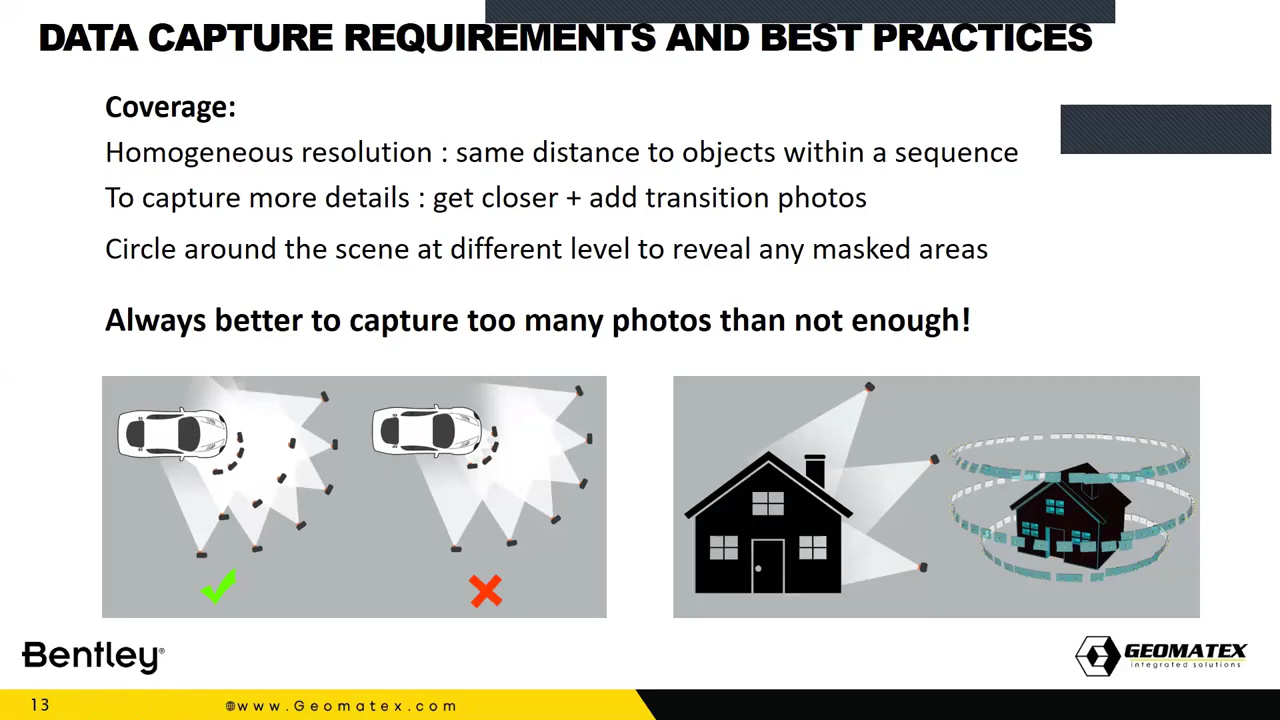 DATA CAPTURE REQUIREMENTS AND BEST PRACTICES
Coverage:
Homogeneous resolution : same distance to objects within a sequence
To capture more details : get closer + add transition photos
Circle around the scene at different level to reveal any masked areas
Always better to capture too many photos than not enough!
Bentley®
GEOMATEX
integrated solutions
13
www.Geomatex.com